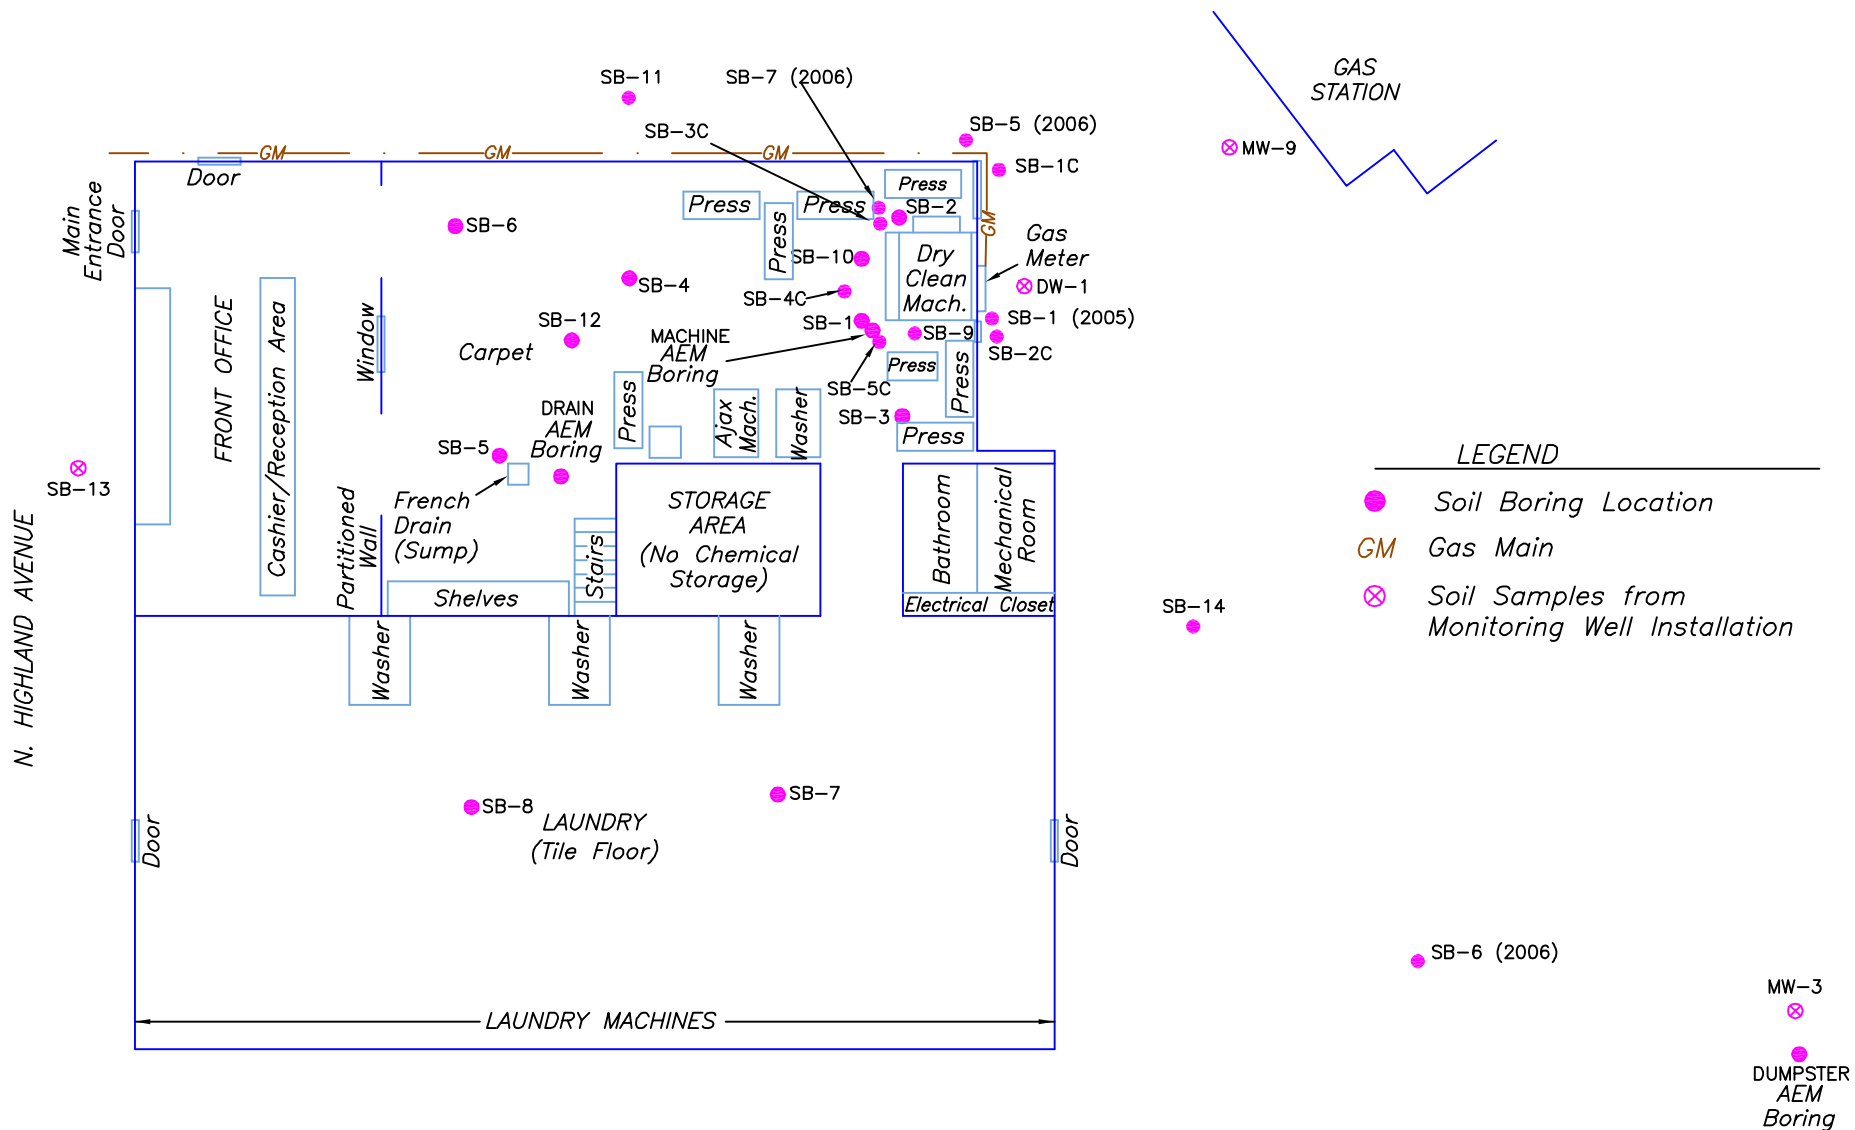 GAS
STATION
SB-11
SB-7 (2006)
SB-5 (2006)
SB-3C
MW-9
SB-1C
GM
GM
GM
GM
Door
Main
Entrance
Door
Press
Press
Press
Press
SB-2
SB-6
SB-10
Dry
Clean
Mach.
Gas
Meter
DW-1
SB-4
SB-4C
FRONT OFFICE
Cashier/Reception Area
Window
SB-12
Carpet
MACHINE
AEM
Boring
SB-1
SB-9
SB-1 (2005)
SB-2C
Press
Press
SB-5C
SB-3
Press
Press
Ajax
Mach.
Washer
DRAIN
AEM
Boring
SB-5
SB-13
French
Drain
(Sump)
Partitioned
Wall
Stairs
Shelves
STORAGE
AREA
(No Chemical
Storage)
Bathroom
Mechanical
Room
Electrical Closet
N. HIGHLAND AVENUE
LEGEND
Soil Boring Location
GM
Gas Main
Soil Samples from
Monitoring Well Installation
SB-14
Washer
Washer
Washer
SB-8
SB-7
LAUNDRY
(Tile Floor)
Door
Door
SB-6 (2006)
MW-3
LAUNDRY MACHINES
DUMPSTER
AEM
Boring